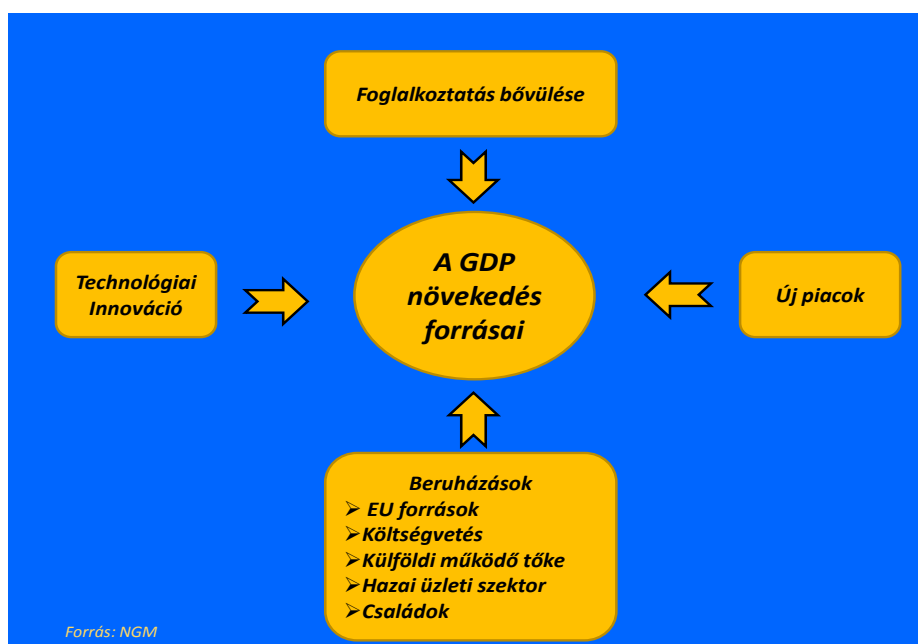 Foglalkoztatás bővülése
Technológiai
Innováció
A GDP
növekedés
forrásai
Új piacok
Beruházások
➢ EU források
➢Költségvetés
➢Külföldi működő tőke
➢Hazai üzleti szektor
➢Családok
Forrás: NGM